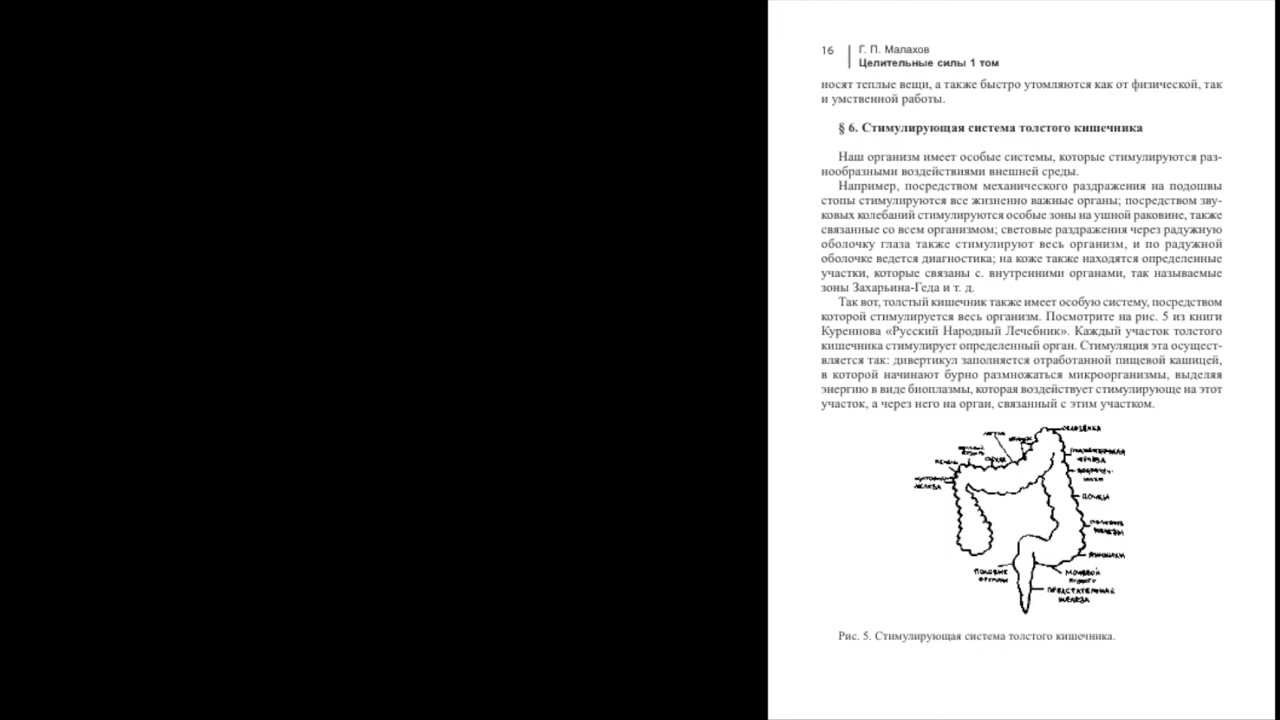 16
Г. П. Малахов
Целительные силы 1 том
носят теплые вещи, а также быстро утомляются как от физической, так
и умственной работы.
§ 6. Стимулирующая система толстого кишечника
Наш организм имеет особые системы, которые стимулируются раз-
нообразными воздействиями внешней среды.
Например, посредством механического раздражения на подошвы
стопы стимулируются все жизненно важные органы; посредством зву-
ковых колебаний стимулируются особые зоны на ушной раковине, также
связанные со всем организмом; световые раздражения через радужную
оболочку глаза также стимулируют весь организм, и по радужной
оболочке ведется диагностика; на коже также находятся определенные
участки, которые связаны с. внутренними органами, так называемые
зоны Захарьина-Геда и т. д.
Так вот, толстый кишечник также имеет особую систему, посредством
которой стимулируется весь организм. Посмотрите на рис. 5 из книги
Куреннова «Русский Народный Лечебник». Каждый участок толстого
кишечника стимулирует определенный орган. Стимуляция эта осущест-
вляется так: дивертикул заполняется отработанной пищевой кашицей,
в которой начинают бурно размножаться микроорганизмы, выделяя
энергию в виде биоплазмы, которая воздействует стимулирующе на этот
участок, а через него на орган, связанный с этим участком.
СЕЛЕЗЁНКА
ПЕЧЕНЬ
ЖЕЛЕЗА
ПОЧКИ
ЖЕЛЕЗЫ
ПОЛОВЫЕ
ОРГАНЫ
МОЧЕВОЙ
ПУЗЫРЬ
ПРЕДСТАТЕЛЬНАЯ
ЖЕЛЕЗА
Рис. 5. Стимулирующая система толстого кишечника.